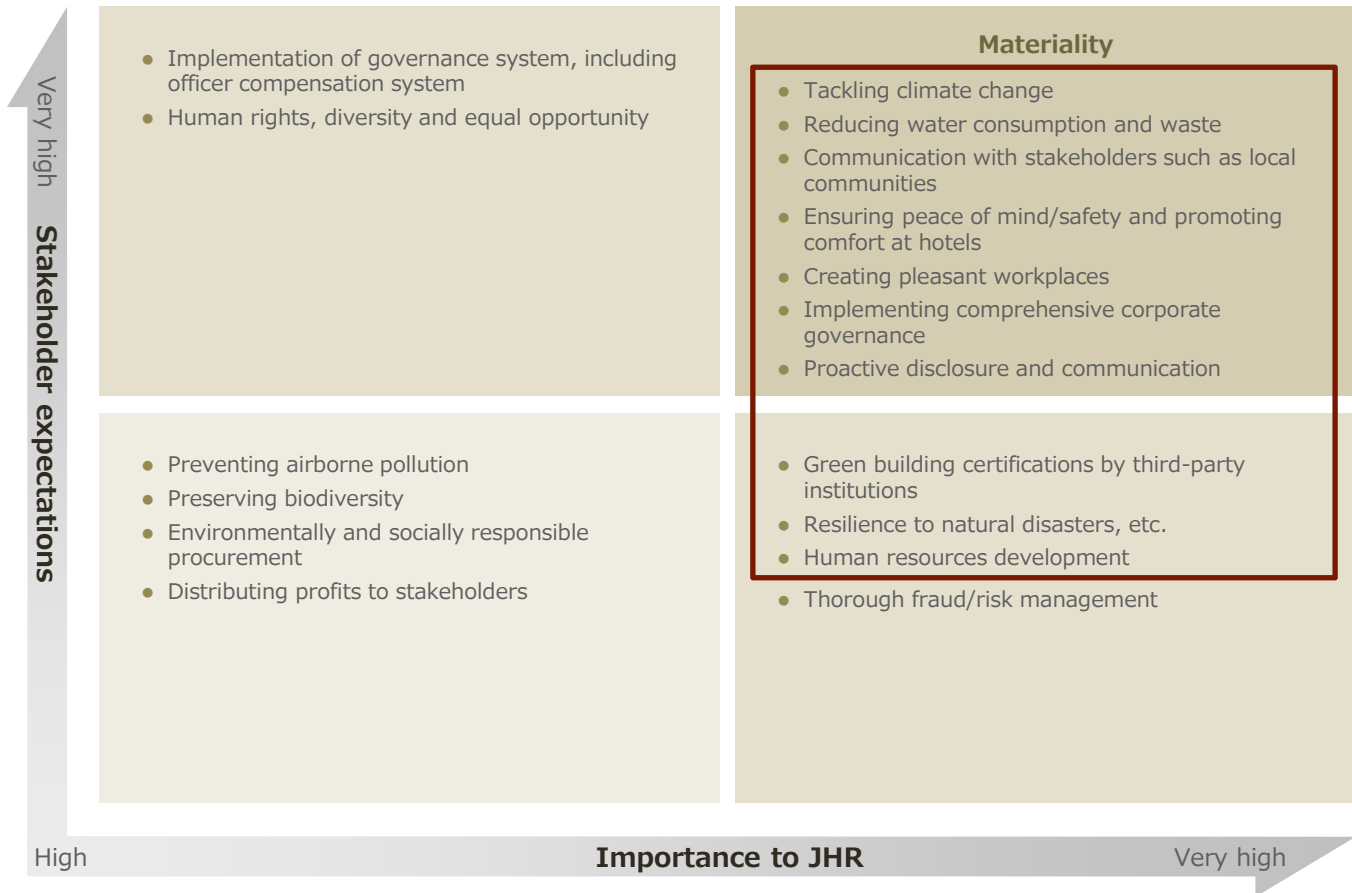 Very high
Stakeholder expectations
● Implementation of governance system, including
officer compensation system
● Human rights, diversity and equal opportunity
Materiality
● Tackling climate change
● Reducing water consumption and waste
● Communication with stakeholders such as local
communities
● Ensuring peace of mind/safety and promoting
comfort at hotels
● Creating pleasant workplaces
● Implementing comprehensive corporate
governance
● Proactive disclosure and communication
● Preventing airborne pollution
● Preserving biodiversity
● Environmentally and socially responsible
procurement
● Distributing profits to stakeholders
● Green building certifications by third-party
institutions
● Resilience to natural disasters, etc.
● Human resources development
● Thorough fraud/risk management
High
Importance to JHR
Very high